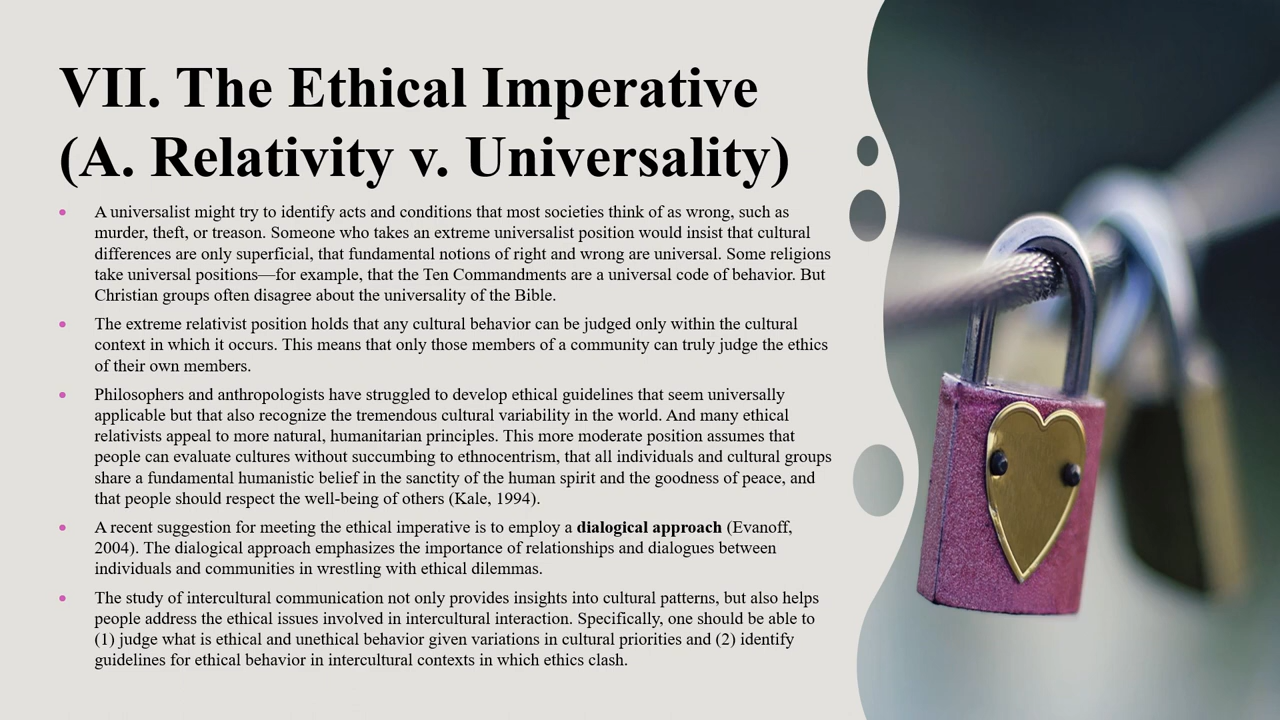 VII. The Ethical Imperative
(A. Relativity v. Universality)
• A universalist might try to identify acts and conditions that most societies think of as wrong, such as
murder, theft, or treason. Someone who takes an extreme universalist position would insist that cultural
differences are only superficial, that fundamental notions of right and wrong are universal. Some religions
take universal positions—for example, that the Ten Commandments are a universal code of behavior. But
Christian groups often disagree about the universality of the Bible.
• The extreme relativist position holds that any cultural behavior can be judged only within the cultural
context in which it occurs. This means that only those members of a community can truly judge the ethics
of their own members.
• Philosophers and anthropologists have struggled to develop ethical guidelines that seem universally
applicable but that also recognize the tremendous cultural variability in the world. And many ethical
relativists appeal to more natural, humanitarian principles. This more moderate position assumes that
people can evaluate cultures without succumbing to ethnocentrism, that all individuals and cultural groups
share a fundamental humanistic belief in the sanctity of the human spirit and the goodness of peace, and
that people should respect the well-being of others (Kale, 1994).
• A recent suggestion for meeting the ethical imperative is to employ a dialogical approach (Evanoff,
2004). The dialogical approach emphasizes the importance of relationships and dialogues between
individuals and communities in wrestling with ethical dilemmas.
• The study of intercultural communication not only provides insights into cultural patterns, but also helps
people address the ethical issues involved in intercultural interaction. Specifically, one should be able to
(1) judge what is ethical and unethical behavior given variations in cultural priorities and (2) identify
guidelines for ethical behavior in intercultural contexts in which ethics clash.